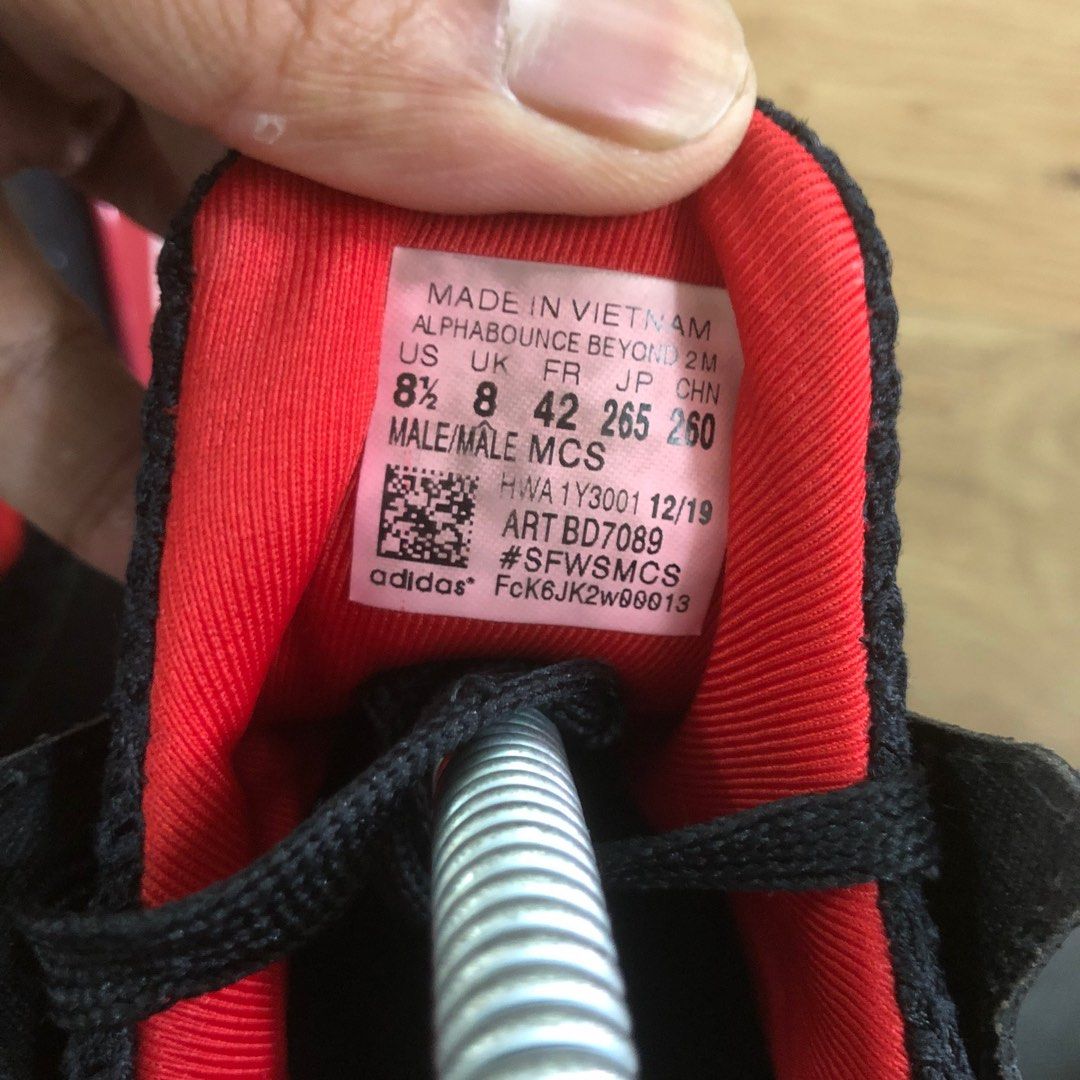 MADE IN VIETNAM
ALPHABOUNCE BEYOND 2 M
US UK FR JP CHN
8½ 8 42 265 260
MALE/MÂLE MCS
HWA 1Y3001 12/19
ART BD7089
#SFWSMCS
adidas® FcK6JK2w00013